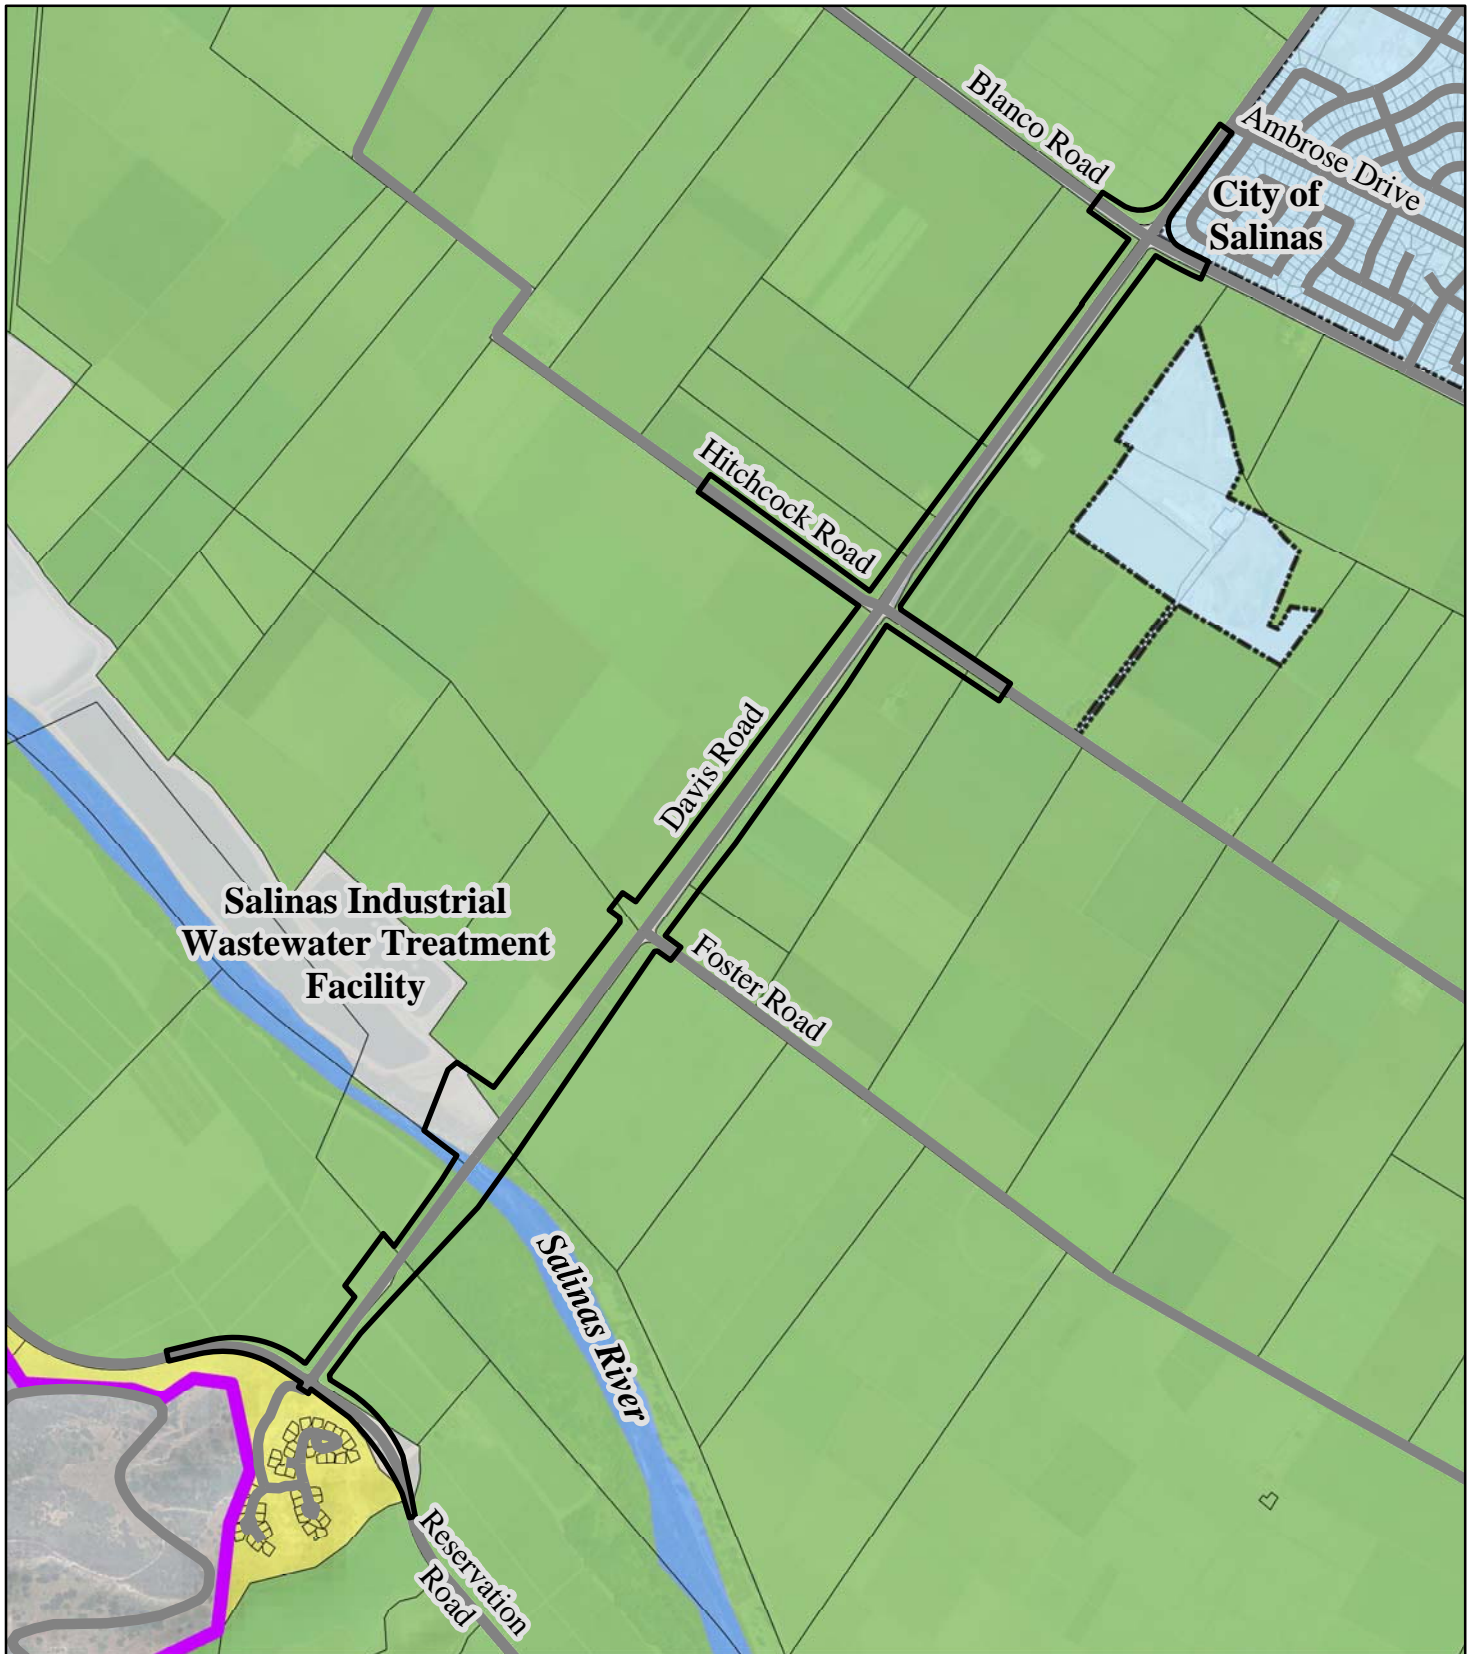 Blanco Road
Ambrose Drive
City of
Salinas
Hitchcock Road
Davis Road
Salinas Industrial
Wastewater Treatment
Facility
Foster Road
Salinas River
Reservation
Road